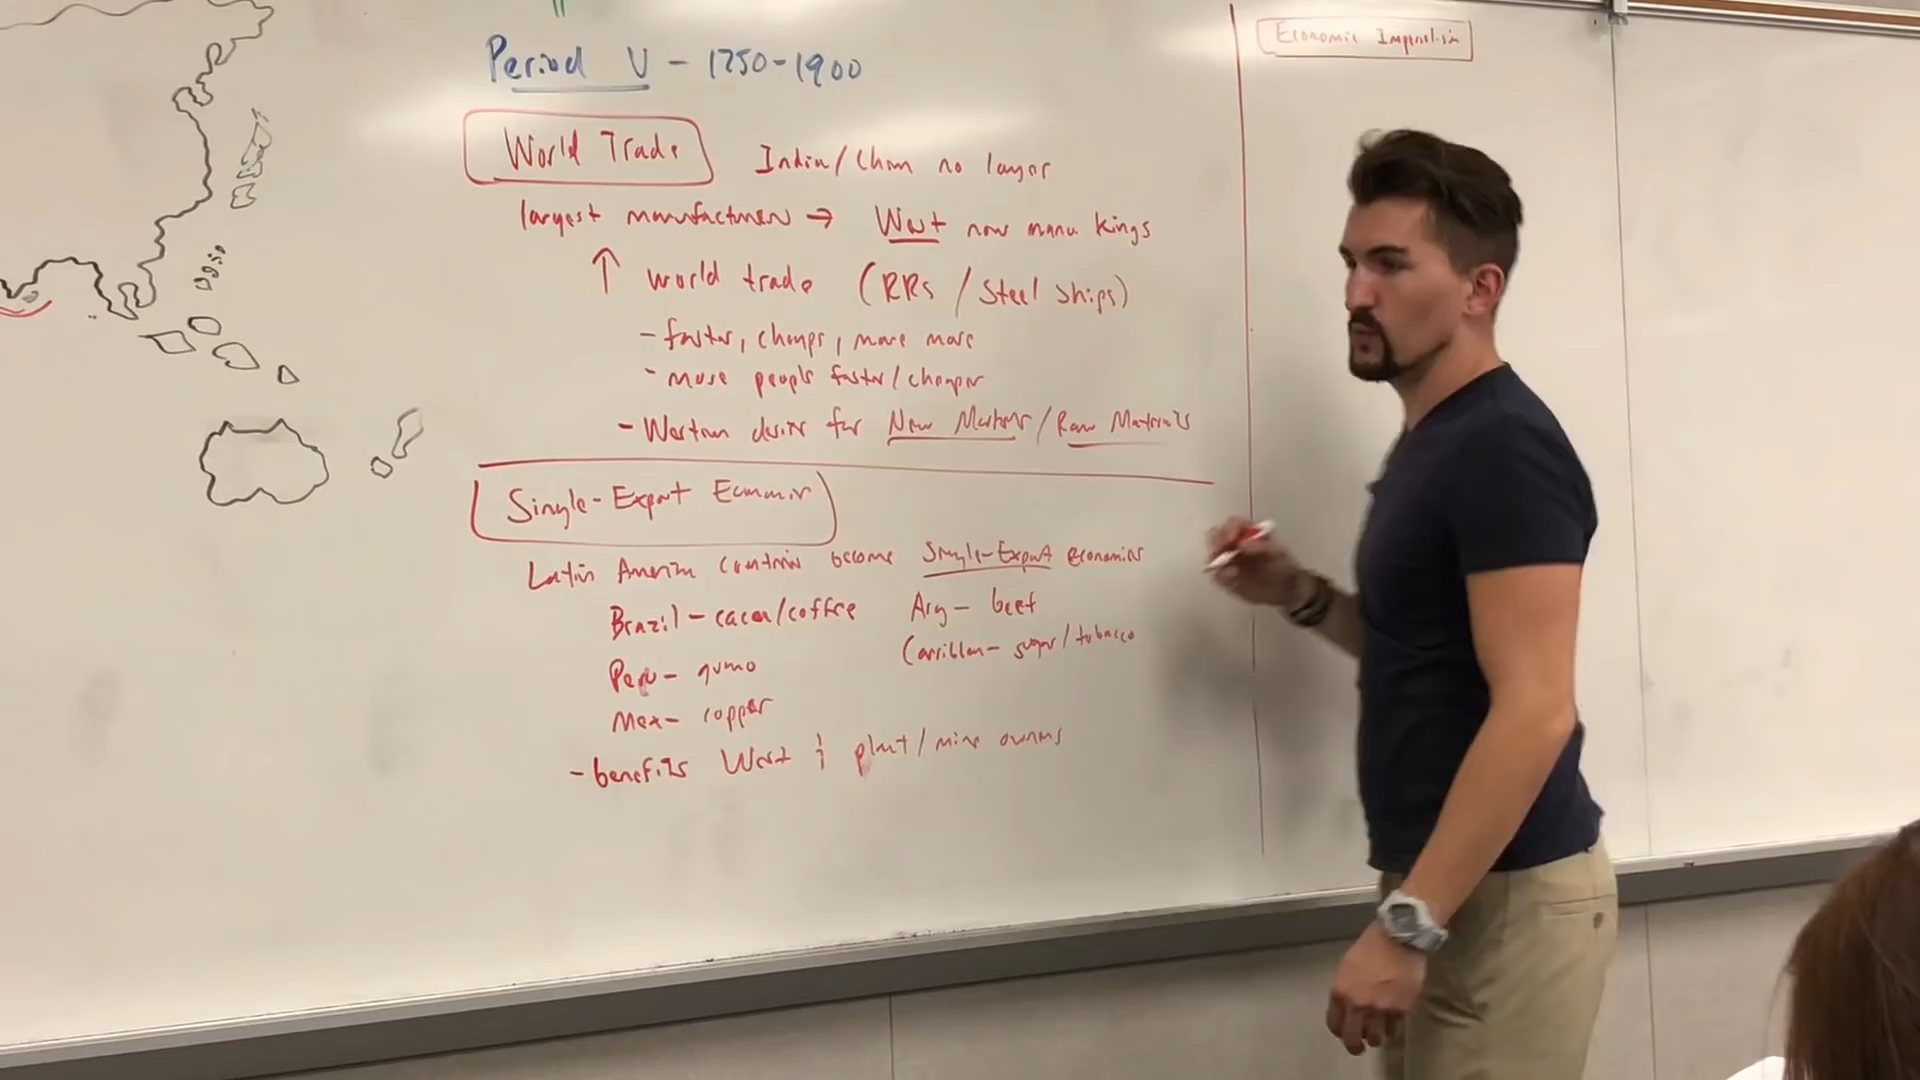 Period V - 1750-1900
World Trade
India/China no longer
largest manufacturers → West now manu. kings
↑ world trade (RRs / Steel ships)
- faster, cheaper, move more
- move people faster/cheaper
- Western desire for New Markets / Raw Materials
Single-Export Economies
Latin America countries become Single-Export economies
Brazil - cacao/coffee Arg - beef
Peru - guano Carribbean - sugar/tobacco
Mex - copper
- benefits West & plant/mine owners
Economic Imperialism